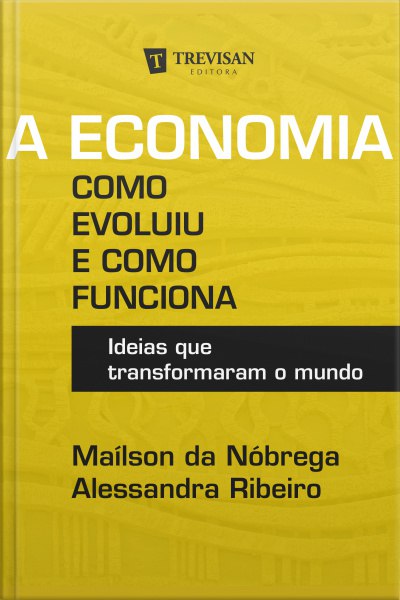 T TREVISAN
EDITORA
A ECONOMIA
COMO
EVOLUIU
E COMO
FUNCIONA
Ideias que
transformaram o mundo
Maílson da Nóbrega
Alessandra Ribeiro